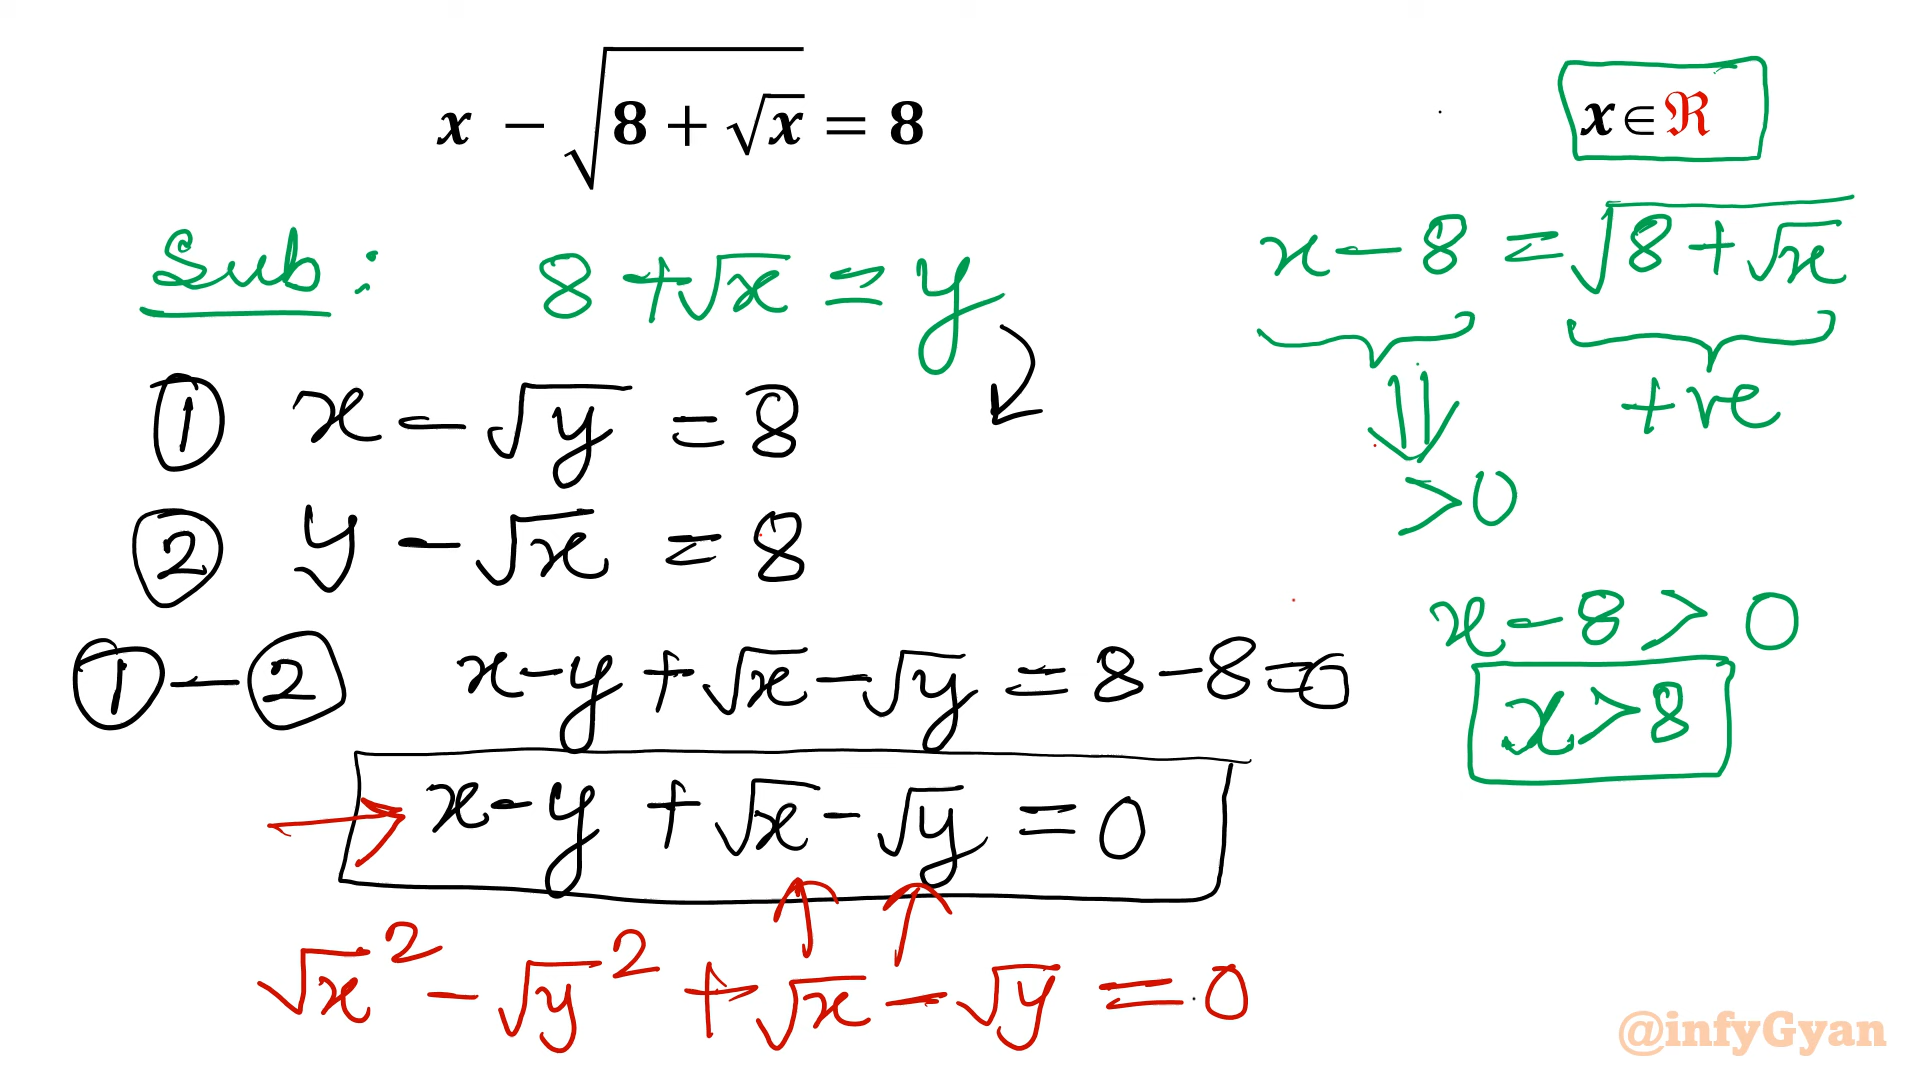 x − √(8 + √x) = 8
x ∈ ℜ
Sub : 8 + √x = y
① x − √y = 8
② y − √x = 8
① − ② x − y + √x − √y = 8 − 8 = 0
x − y + √x − √y = 0
√x² − √y² + √x − √y = 0
x − 8 = √(8 + √x)
+ve
> 0
x − 8 > 0
x > 8
@infyGyan